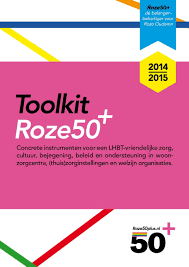 Roze50+
de belangen-
behartiger voor
Roze Ouderen
2014
2015
Toolkit
Roze50+
Concrete instrumenten voor een LHBT-vriendelijke zorg,
cultuur, bejegening, beleid en ondersteuning in woon-
zorgcentra, (thuis)zorginstellingen en welzijn organisaties.
Roze50plus.nl
50+